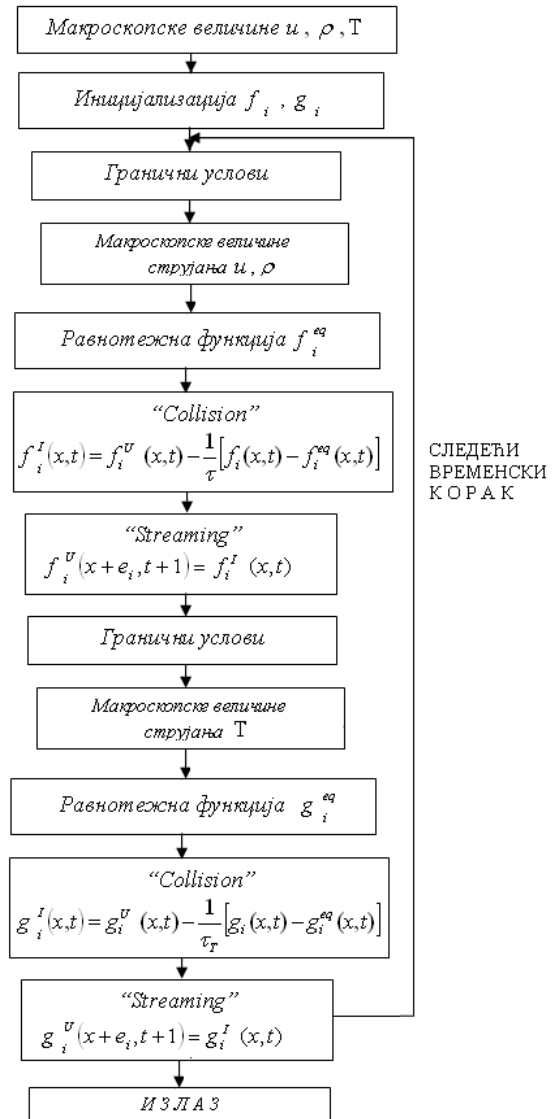 Макроскопске величине u , ρ , T
Иницијализација f i , g i
Гранични услови
Макроскопске величине
струјања u , ρ
Равнотежна функција f i eq
“Collision”
f i I (x,t) = f i U (x,t) − 1/τ [f i (x,t) − f i eq (x,t)]
“Streaming”
f i U (x + e i , t + 1) = f i I (x,t)
Гранични услови
Макроскопске величине
струјања T
Равнотежна функција g i eq
“Collision”
g i I (x,t) = g i U (x,t) − 1/τ T [g i (x,t) − g i eq (x,t)]
“Streaming”
g i U (x + e i , t + 1) = g i I (x,t)
И З Л А З
СЛЕДЕЋИ
ВРЕМЕНСКИ
К О Р А К